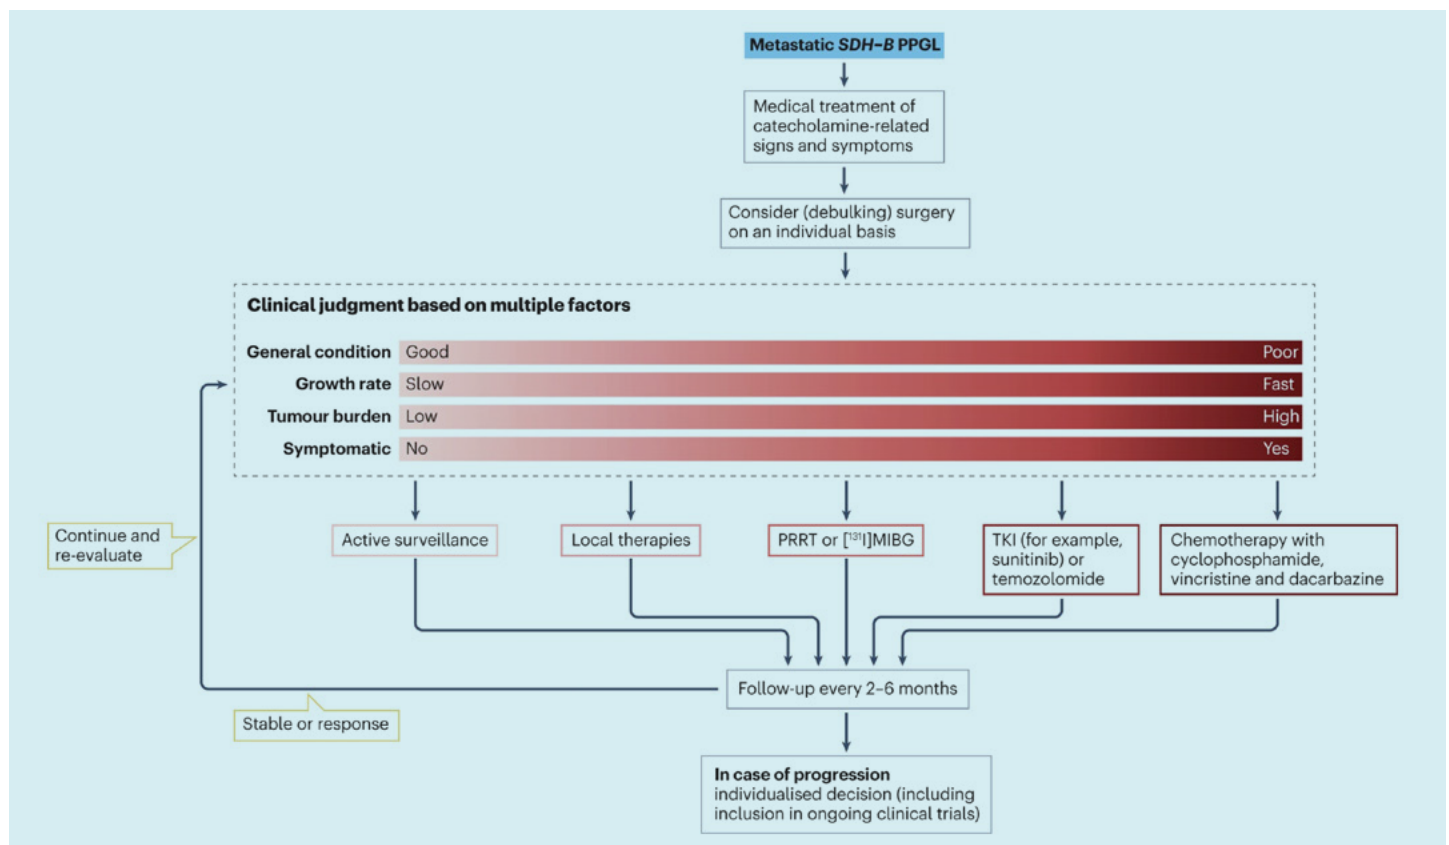 Metastatic SDH-B PPGL
Medical treatment of
catecholamine-related
signs and symptoms
Consider (debulking) surgery
on an individual basis
Clinical judgment based on multiple factors
General condition Good Poor
Growth rate Slow Fast
Tumour burden Low High
Symptomatic No Yes
Continue and
re-evaluate
Active surveillance
Local therapies
PRRT or [¹³¹I]MIBG
TKI (for example,
sunitinib) or
temozolomide
Chemotherapy with
cyclophosphamide,
vincristine and dacarbazine
Follow-up every 2–6 months
Stable or response
In case of progression
individualised decision (including
inclusion in ongoing clinical trials)